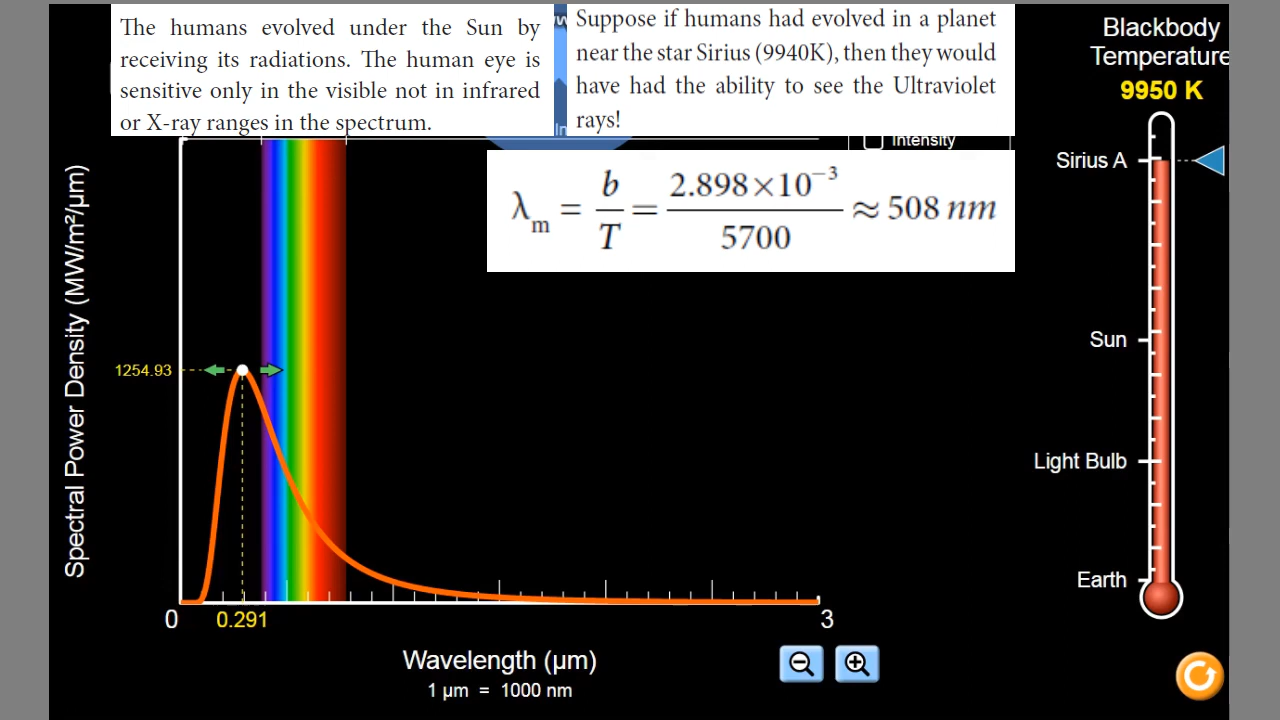 The humans evolved under the Sun by
receiving its radiations. The human eye is
sensitive only in the visible not in infrared
or X-ray ranges in the spectrum.
Suppose if humans had evolved in a planet
near the star Sirius (9940K), then they would
have had the ability to see the Ultraviolet
rays!
Blackbody
Temperature
9950 K
Intensity
λm = b/T = 2.898×10⁻³/5700 ≈ 508 nm
Sirius A
Sun
Light Bulb
Earth
Spectral Power Density (MW/m²/µm)
1254.93
0
0.291
3
Wavelength (µm)
1 µm = 1000 nm